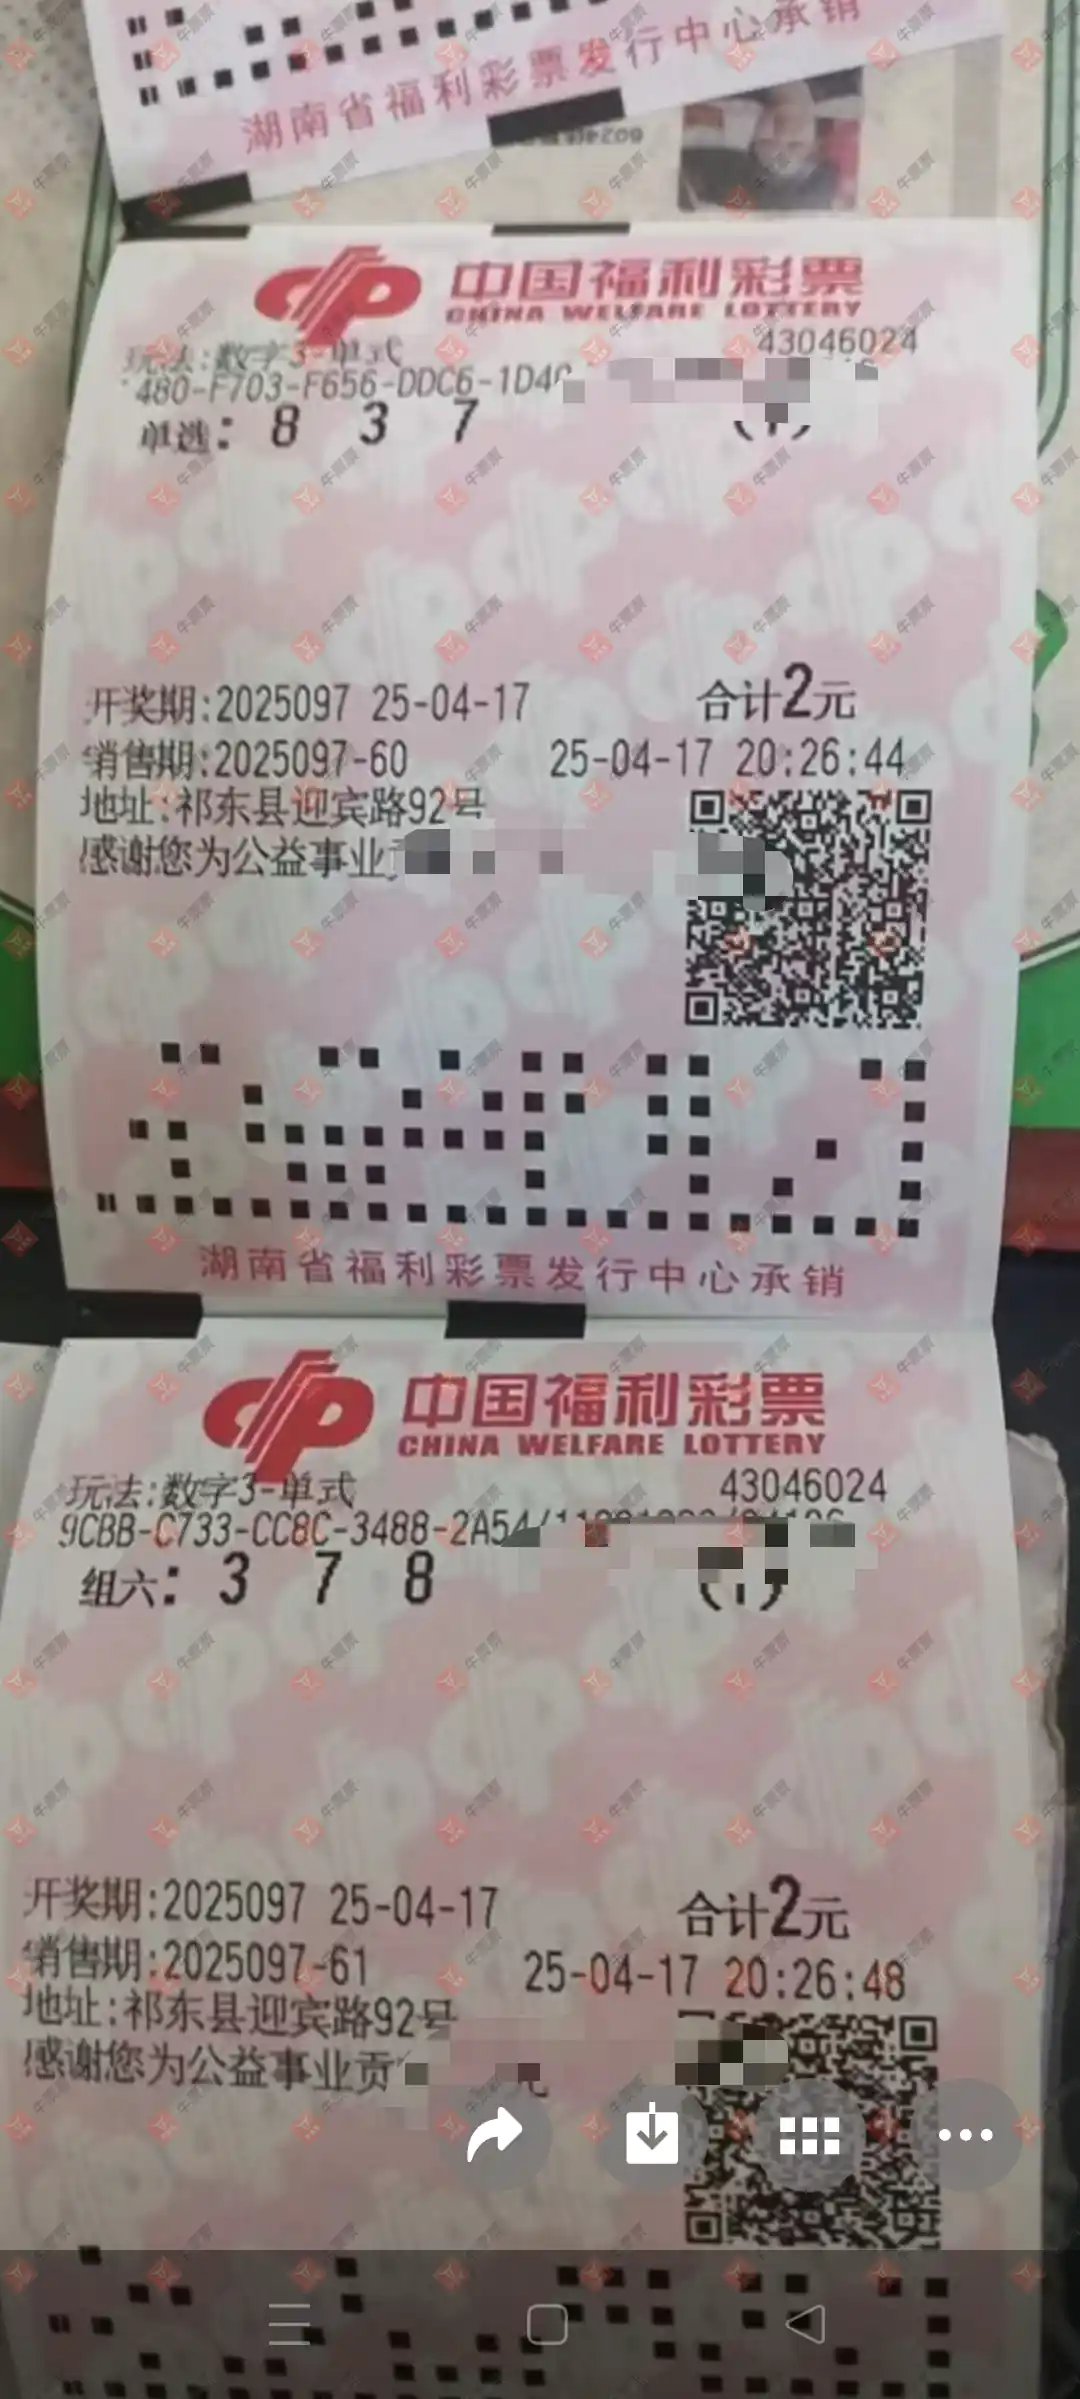 湖南省福利彩票发行中心承销
中国福利彩票
CHINA WELFARE LOTTERY
43046024
玩法:数字3-单式
480-F703-F656-DDC6-1D4
单选: 8 3 7
开奖期:2025097 25-04-17 合计2元
销售期:2025097-60 25-04-17 20:26:44
地址:祁东县迎宾路92号
感谢您为公益事业
湖南省福利彩票发行中心承销
中国福利彩票
CHINA WELFARE LOTTERY
玩法:数字3-单式 43046024
9CBB-C733-CC8C-3488-2A54/
组六: 3 7 8 (1)
开奖期:2025097 25-04-17 合计2元
销售期:2025097-61 25-04-17 20:26:48
地址:祁东县迎宾路92号
感谢您为公益事业贡
元